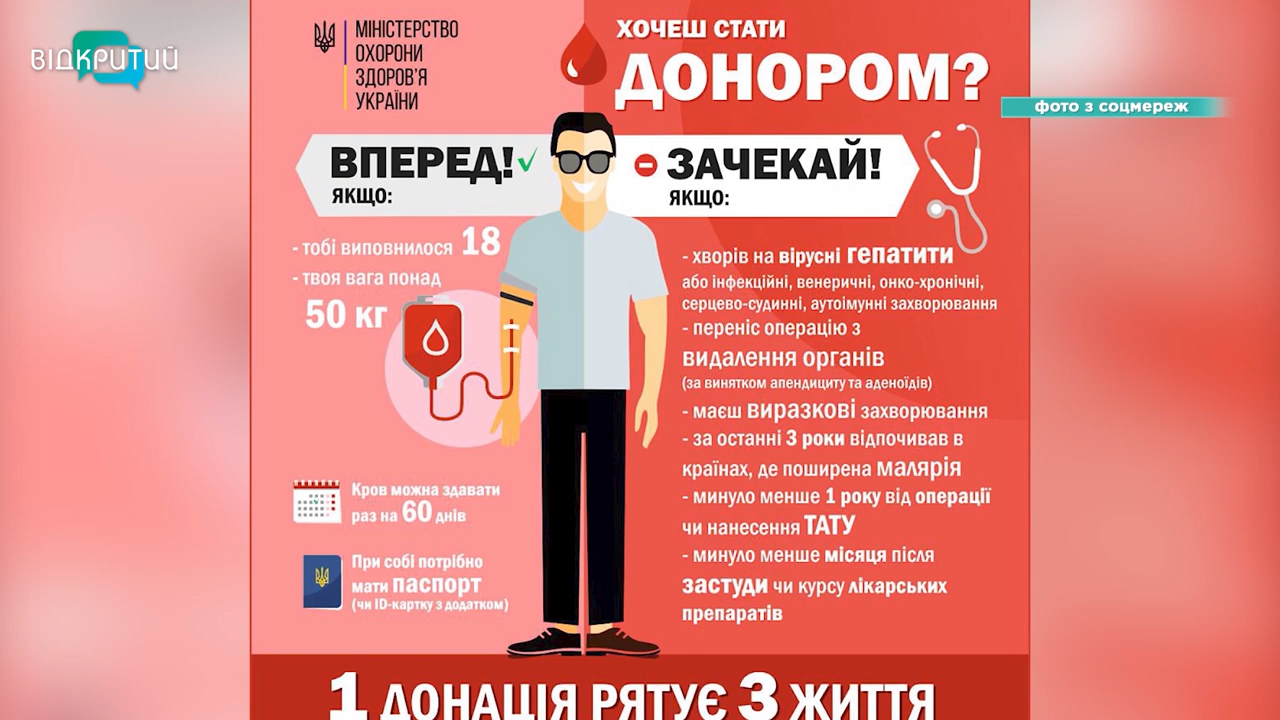 ВІДКРИТИЙ
МІНІСТЕРСТВО
ОХОРОНИ
ЗДОРОВ'Я
УКРАЇНИ
ХОЧЕШ СТАТИ
ДОНОРОМ?
фото з соцмереж
ВПЕРЕД!
ЯКЩО:
- тобі виповнилося 18
- твоя вага понад
50 кг
Кров можна здавати
раз на 60 днів
При собі потрібно
мати паспорт
(чи ID-картку з додатком)
ЗАЧЕКАЙ!
ЯКЩО:
- хворів на вірусні гепатити
або інфекційні, венеричні, онко-хронічні,
серцево-судинні, аутоімунні захворювання
- переніс операцію з
видалення органів
(за винятком апендициту та аденоїдів)
- маєш виразкові захворювання
- за останні 3 роки відпочивав в
країнах, де поширена малярія
- минуло менше 1 року від операції
чи нанесення ТАТУ
- минуло менше місяця після
застуди чи курсу лікарських
препаратів
1 ДОНАЦІЯ РЯТУЄ 3 ЖИТТЯ